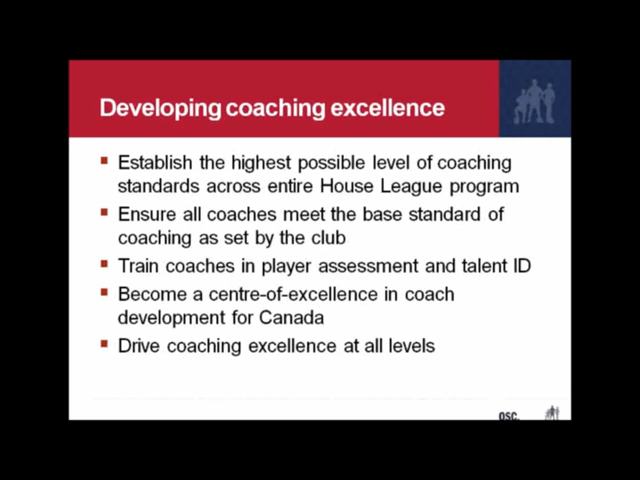 Developing coaching excellence
Establish the highest possible level of coaching
standards across entire House League program
Ensure all coaches meet the base standard of
coaching as set by the club
Train coaches in player assessment and talent ID
Become a centre-of-excellence in coach
development for Canada
Drive coaching excellence at all levels
osc.